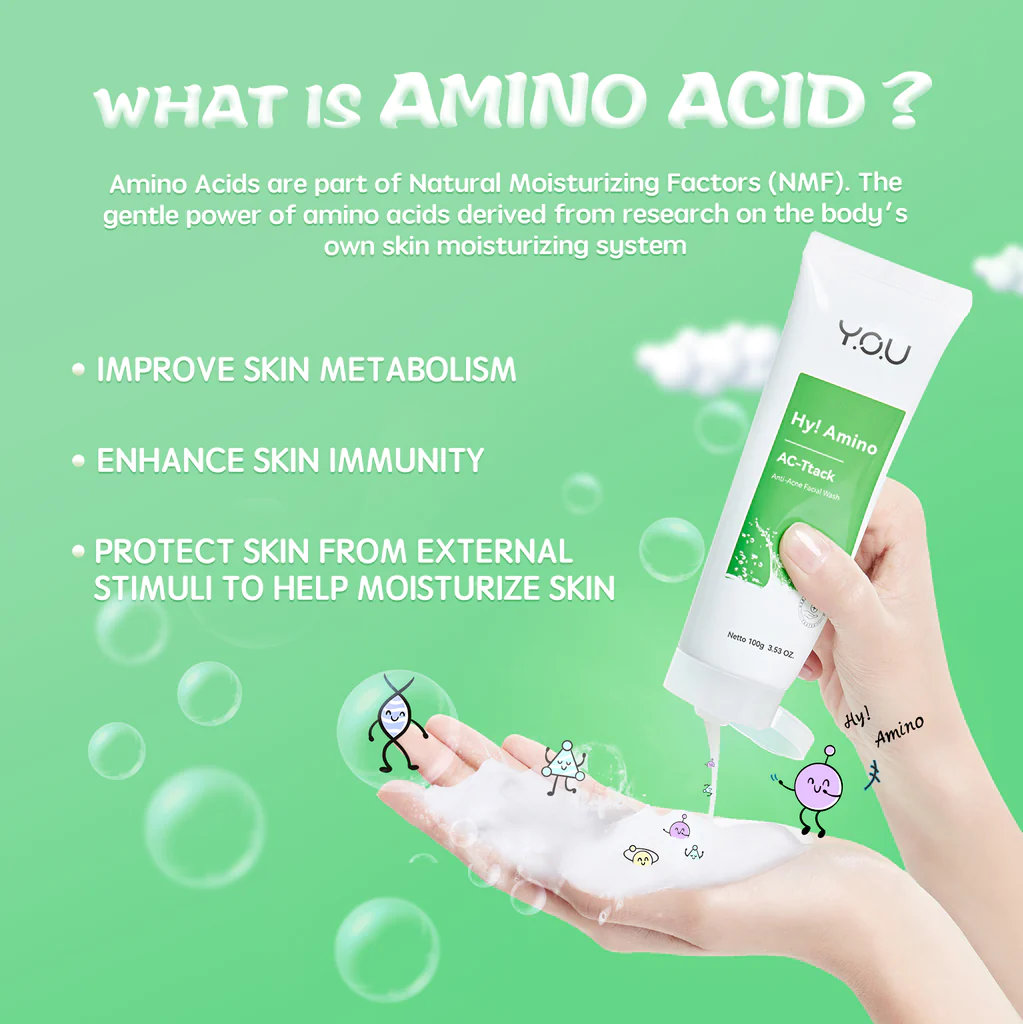 WHAT IS AMINO ACID ?
Amino Acids are part of Natural Moisturizing Factors (NMF). The
gentle power of amino acids derived from research on the body's
own skin moisturizing system
• IMPROVE SKIN METABOLISM
• ENHANCE SKIN IMMUNITY
• PROTECT SKIN FROM EXTERNAL
STIMULI TO HELP MOISTURIZE SKIN
Y.O.U
Hy! Amino
AC-Ttack
Anti-Acne Facial Wash
Netto 100g 3.53 OZ.
Hy!
Amino